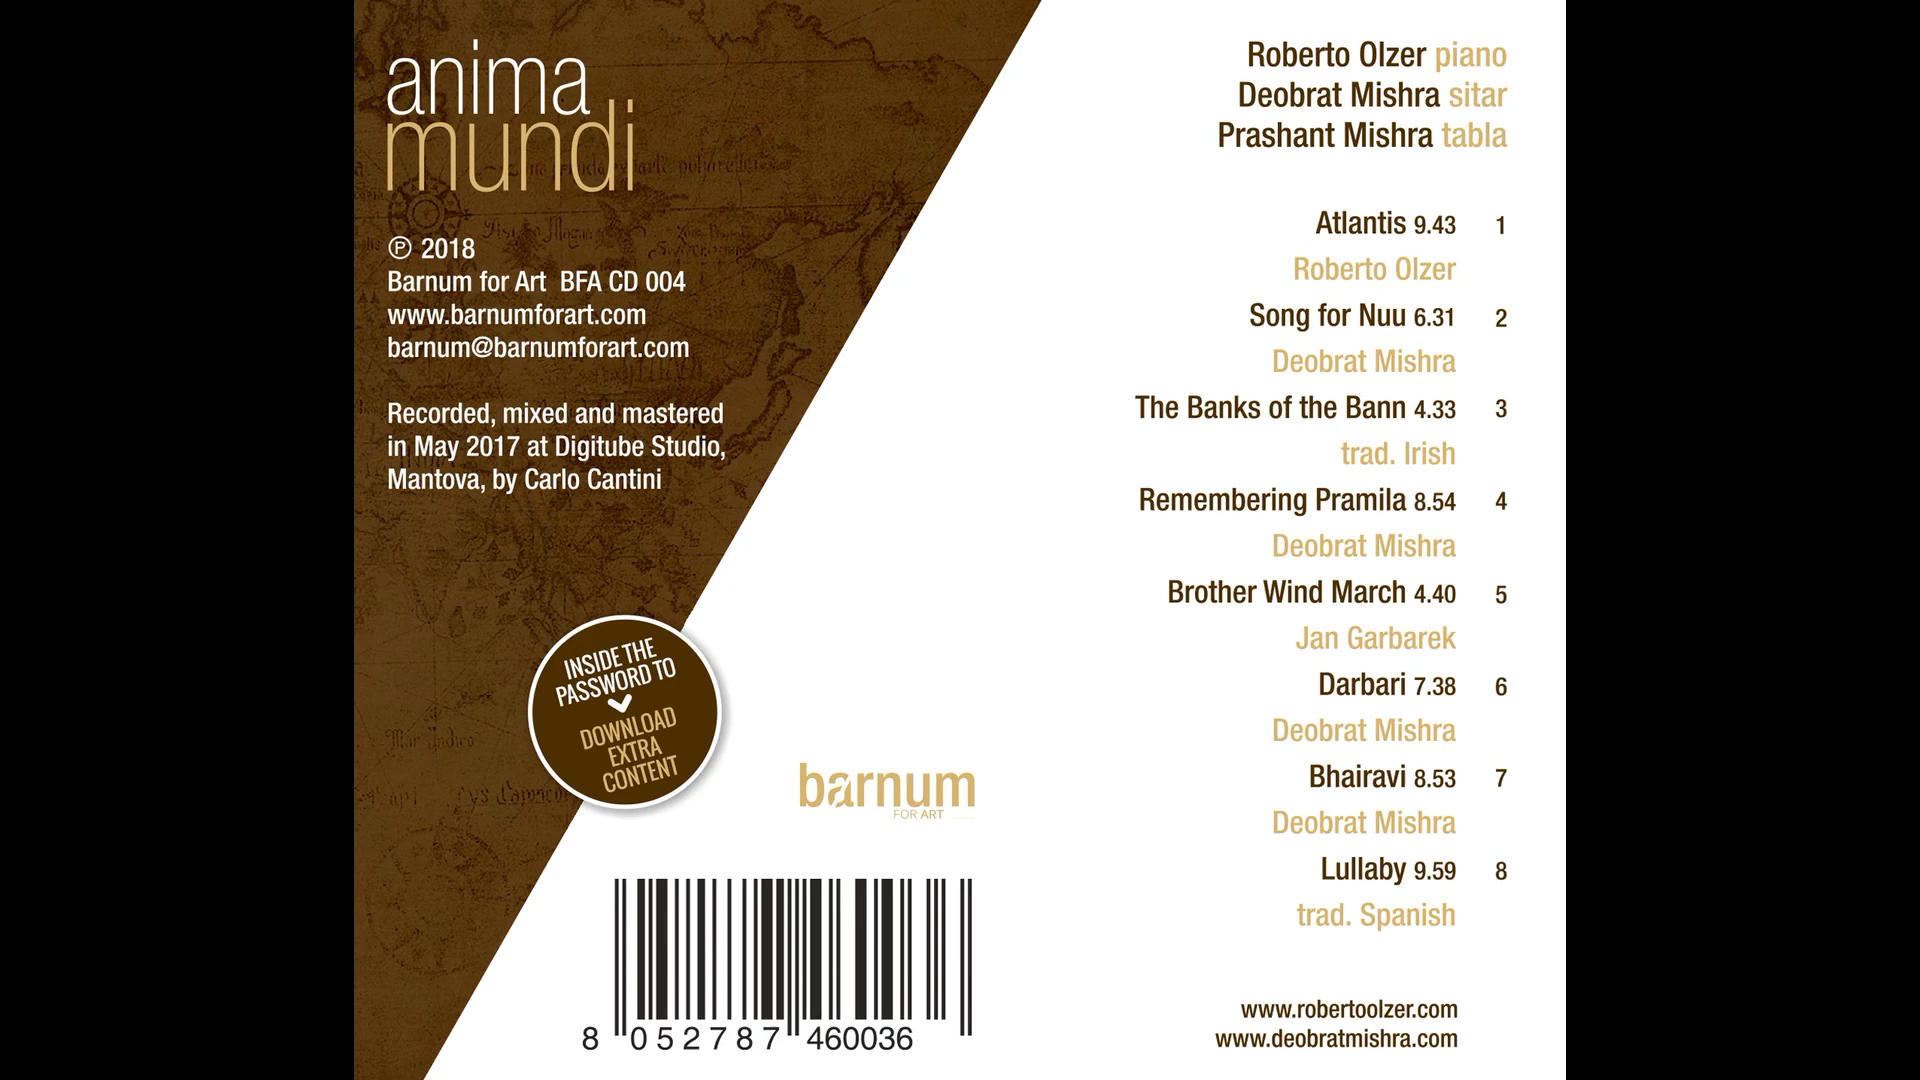 anima
mundi
℗ 2018
Barnum for Art BFA CD 004
www.barnumforart.com
barnum@barnumforart.com
Recorded, mixed and mastered
in May 2017 at Digitube Studio,
Mantova, by Carlo Cantini
INSIDE THE
PASSWORD TO
DOWNLOAD
EXTRA
CONTENT
barnum
FOR ART
8 052787 460036
Roberto Olzer piano
Deobrat Mishra sitar
Prashant Mishra tabla
Atlantis 9.43 1
Roberto Olzer
Song for Nuu 6.31 2
Deobrat Mishra
The Banks of the Bann 4.33 3
trad. Irish
Remembering Pramila 8.54 4
Deobrat Mishra
Brother Wind March 4.40 5
Jan Garbarek
Darbari 7.38 6
Deobrat Mishra
Bhairavi 8.53 7
Deobrat Mishra
Lullaby 9.59 8
trad. Spanish
www.robertoolzer.com
www.deobratmishra.com